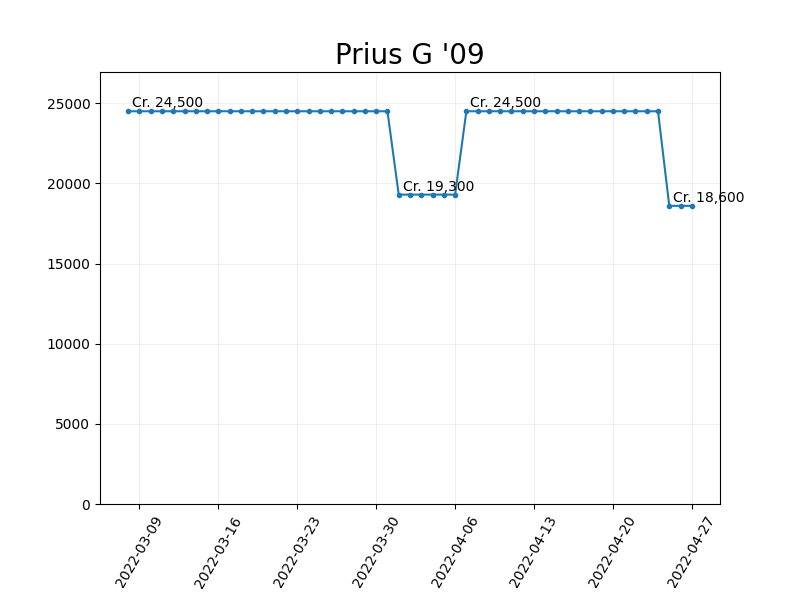 Prius G '09
Cr. 24,500
Cr. 24,500
Cr. 19,300
Cr. 18,600
25000
20000
15000
10000
5000
0
2022-03-09
2022-03-16
2022-03-23
2022-03-30
2022-04-06
2022-04-13
2022-04-20
2022-04-27